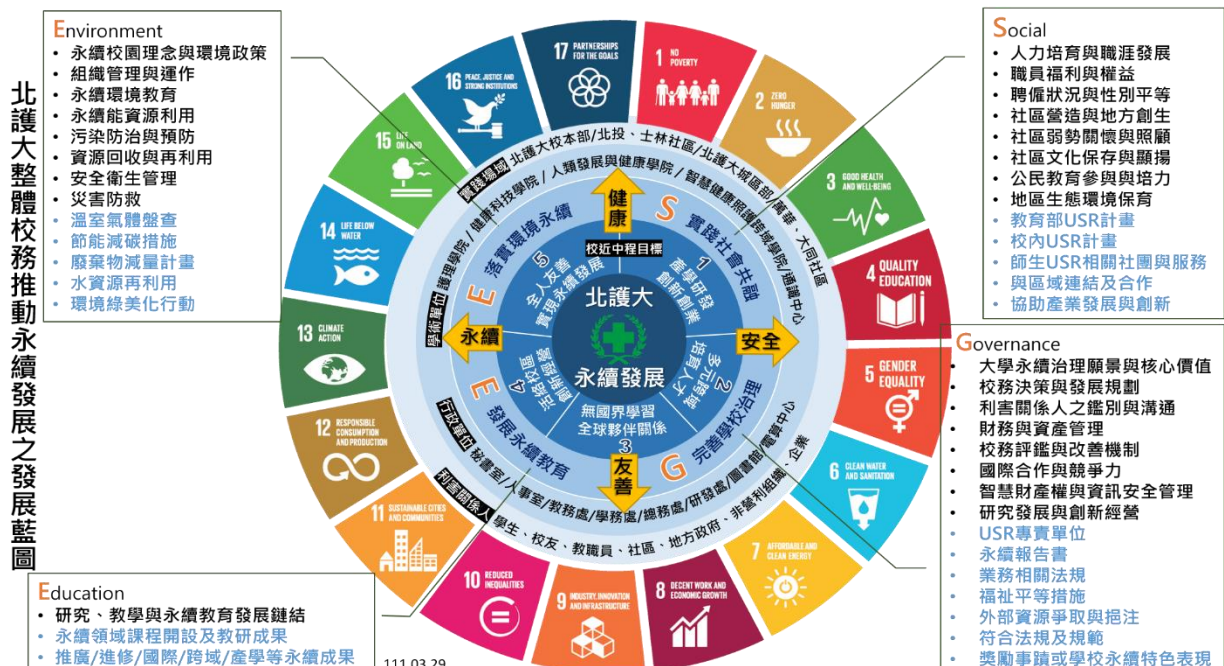 北護大整體校務推動永續發展之發展藍圖
Environment
• 永續校園理念與環境政策
• 組織管理與運作
• 永續環境教育
• 永續能資源利用
• 污染防治與預防
• 資源回收與再利用
• 安全衛生管理
• 災害防救
• 溫室氣體盤查
• 節能減碳措施
• 廢棄物減量計畫
• 水資源再利用
• 環境綠美化行動
Social
• 人力培育與職涯發展
• 職員福利與權益
• 聘僱狀況與性別平等
• 社區營造與地方創生
• 社區弱勢關懷與照顧
• 社區文化保存與顯揚
• 公民教育參與與培力
• 地區生態環境保育
• 教育部USR計畫
• 校內USR計畫
• 師生USR相關社團與服務
• 與區域連結及合作
• 協助產業發展與創新
Governance
• 大學永續治理願景與核心價值
• 校務決策與發展規劃
• 利害關係人之鑑別與溝通
• 財務與資產管理
• 校務評鑑與改善機制
• 國際合作與競爭力
• 智慧財產權與資訊安全管理
• 研究發展與創新經營
• USR專責單位
• 永續報告書
• 業務相關法規
• 福祉平等措施
• 外部資源爭取與挹注
• 符合法規及規範
• 獎勵事蹟或學校永續特色表現
Education
• 研究、教學與永續教育發展鏈結
• 永續領域課程開設及教研成果
• 推廣/進修/國際/跨域/產學等永續成果
111.03.29
1 NO
POVERTY
2 ZERO
HUNGER
3 GOOD HEALTH
AND WELL-BEING
4 QUALITY
EDUCATION
5 GENDER
EQUALITY
6 CLEAN WATER
AND SANITATION
7 AFFORDABLE AND
CLEAN ENERGY
8 DECENT WORK AND
ECONOMIC GROWTH
9 INDUSTRY, INNOVATION
AND INFRASTRUCTURE
10 REDUCED
INEQUALITIES
11 SUSTAINABLE CITIES
AND COMMUNITIES
12 RESPONSIBLE
CONSUMPTION
AND PRODUCTION
13 CLIMATE
ACTION
14 LIFE BELOW
WATER
15 LIFE
ON LAND
16 PEACE, JUSTICE AND
STRONG INSTITUTIONS
17 PARTNERSHIPS
FOR THE GOALS
實踐場域 北護大校本部/北投、士林社區/北護大城區部/萬華、大同社區
學術單位 護理學院/健康科技學院/人類發展與健康學院/智慧健康照護跨域學院/通識中心
行政單位 秘書室/人事室/教務處/學務處/總務處/研發處/圖書館/電算中心
利害關係人 學生、校友、教職員、社區、地方政府、非營利組織、企業
E 落實環境永續
S 實踐社會共融
G 完善學校治理
E 發展永續教育
健康
安全
友善
永續
校近中程目標
1
產學研發
創新創業
2
多元跨域
培育人才
無國界學習
全球夥伴關係
3
4
活絡校區
創新經營
5
全人友善
實現永續發展
北護大
永續發展